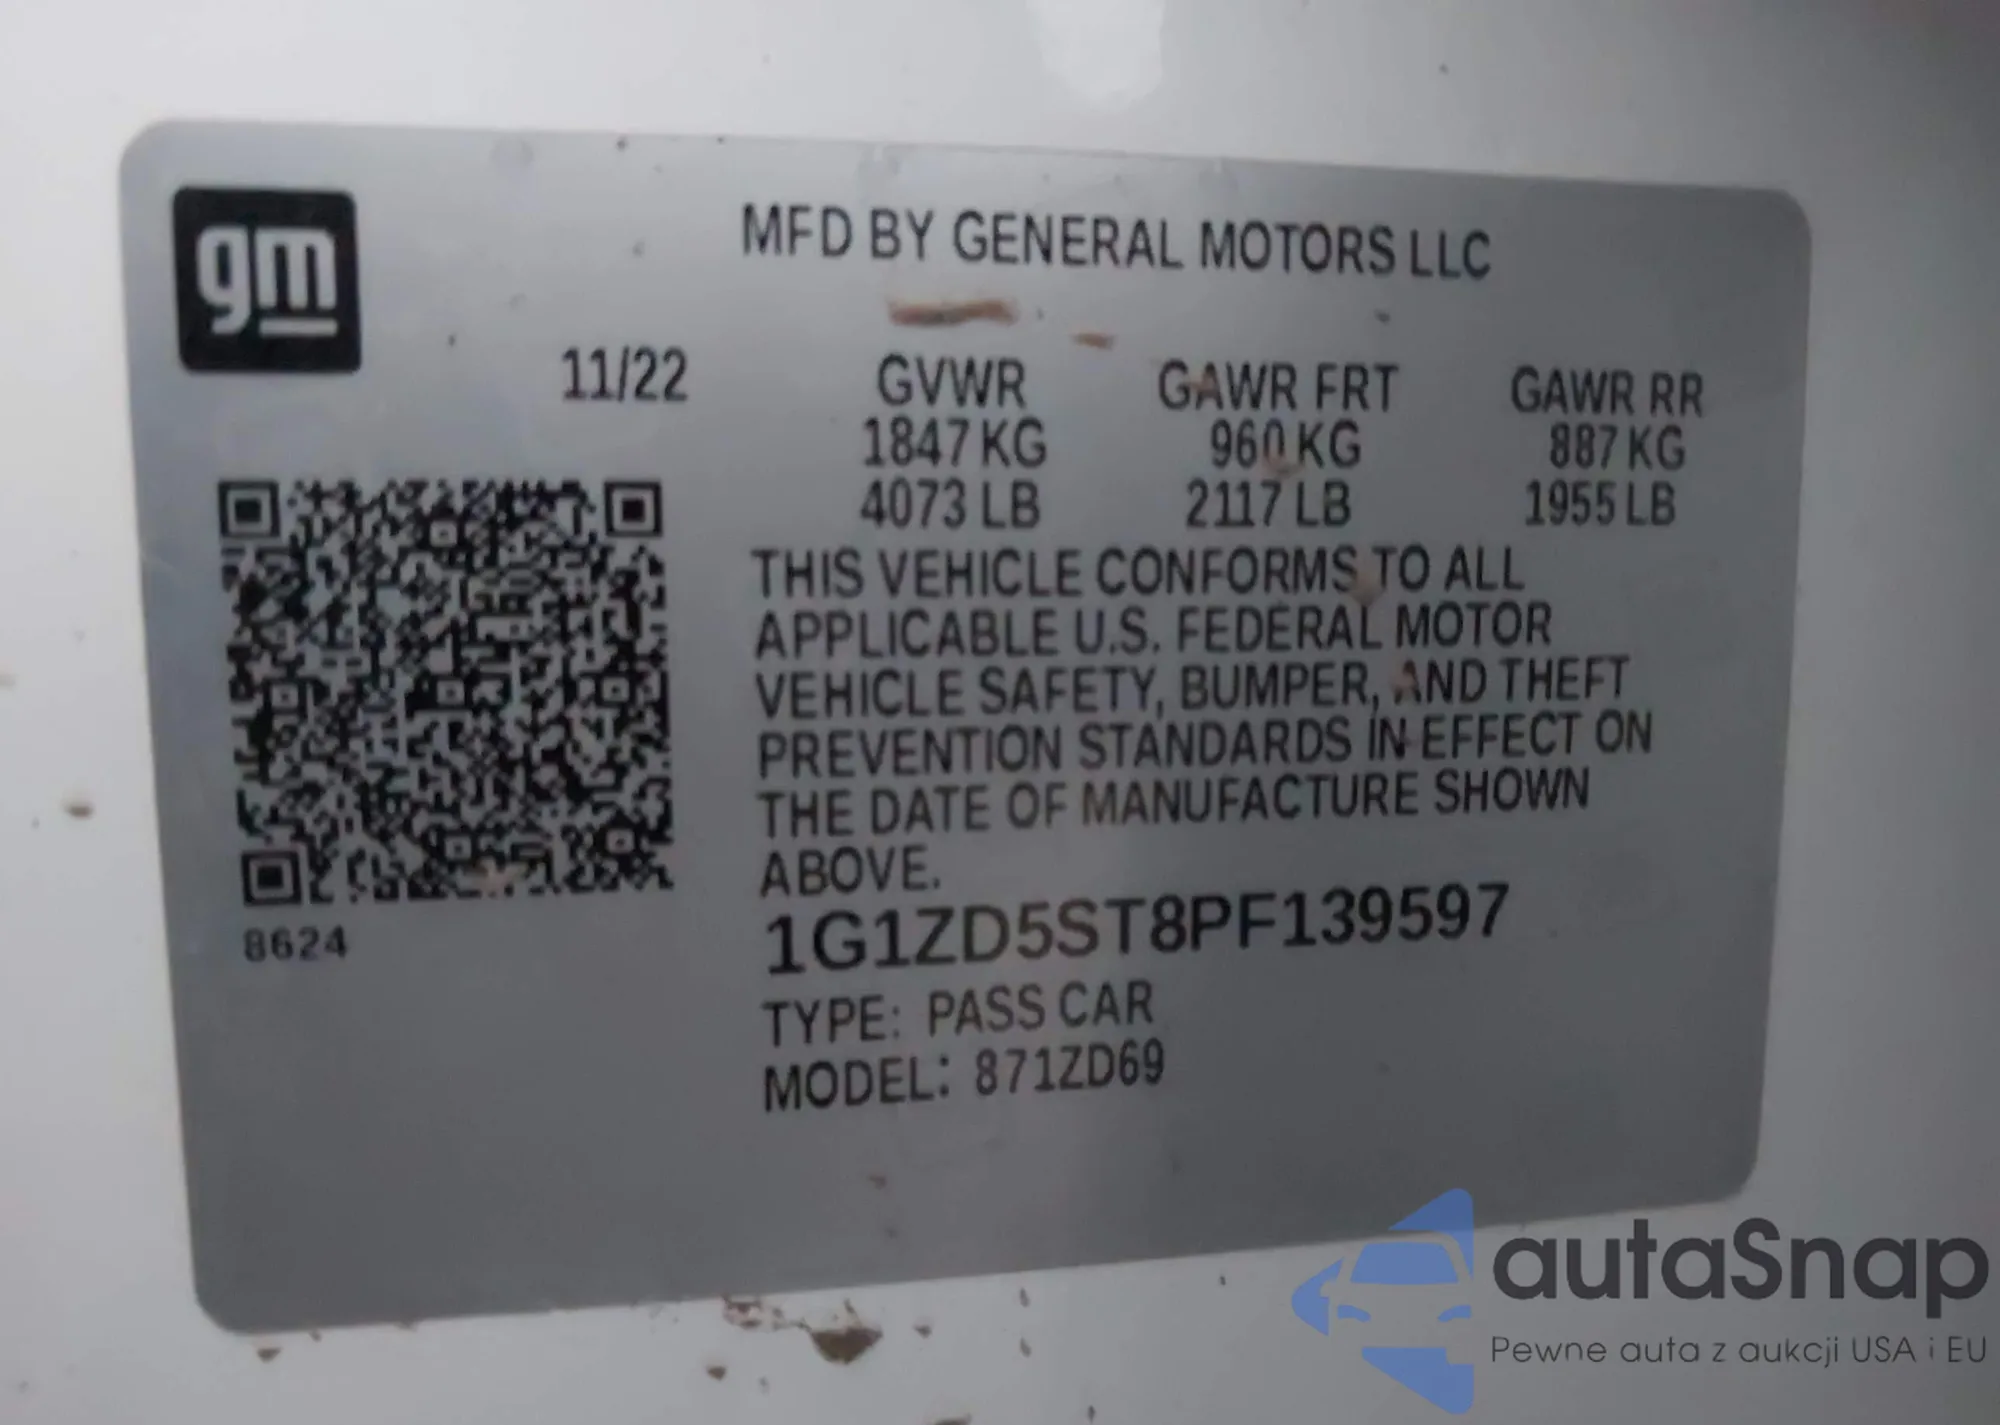 gm
MFD BY GENERAL MOTORS LLC
11/22 GVWR GAWR FRT GAWR RR
1847 KG 960 KG 887 KG
4073 LB 2117 LB 1955 LB
THIS VEHICLE CONFORMS TO ALL
APPLICABLE U.S. FEDERAL MOTOR
VEHICLE SAFETY, BUMPER, AND THEFT
PREVENTION STANDARDS IN EFFECT ON
THE DATE OF MANUFACTURE SHOWN
ABOVE.
1G1ZD5ST8PF139597
8624
TYPE: PASS CAR
MODEL: 871ZD69
autaSnap
Pewne auta z aukcji USA i EU